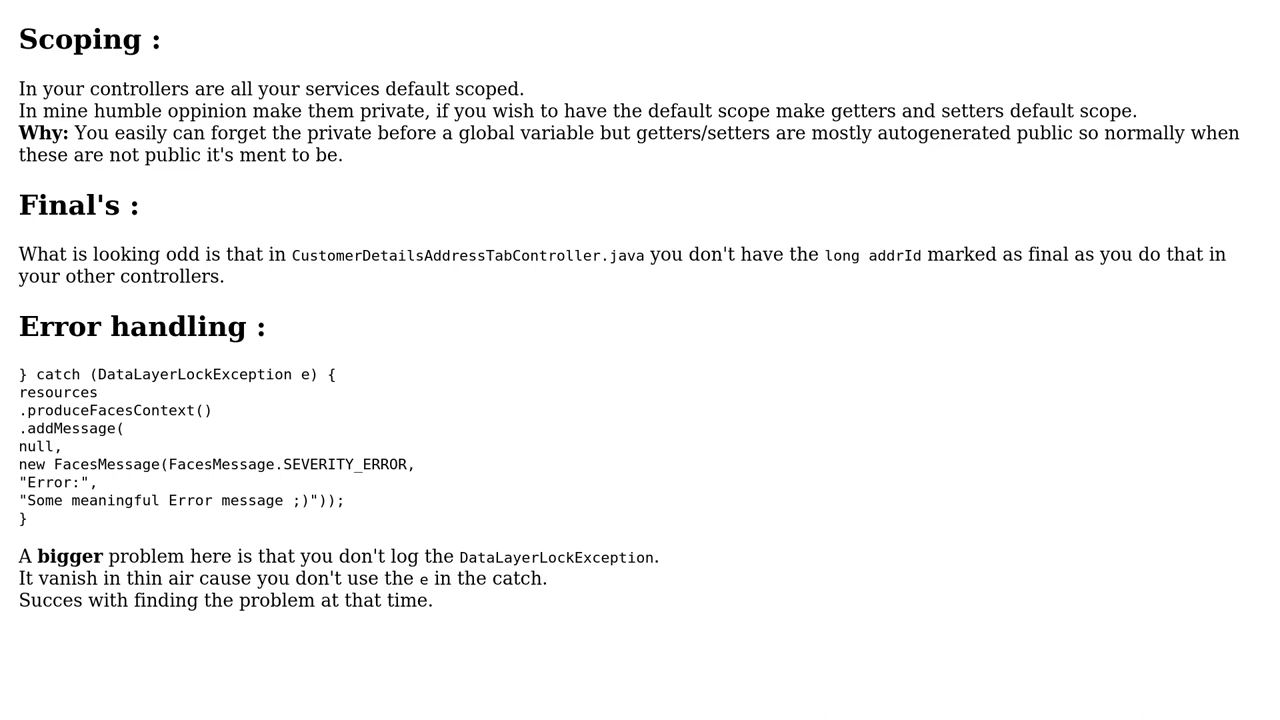 Scoping :
In your controllers are all your services default scoped.
In mine humble oppinion make them private, if you wish to have the default scope make getters and setters default scope.
Why: You easily can forget the private before a global variable but getters/setters are mostly autogenerated public so normally when
these are not public it's ment to be.
Final's :
What is looking odd is that in CustomerDetailsAddressTabController.java you don't have the long addrId marked as final as you do that in
your other controllers.
Error handling :
} catch (DataLayerLockException e) {
resources
.produceFacesContext()
.addMessage(
null,
new FacesMessage(FacesMessage.SEVERITY_ERROR,
"Error:",
"Some meaningful Error message ;)"));
}
A bigger problem here is that you don't log the DataLayerLockException.
It vanish in thin air cause you don't use the e in the catch.
Succes with finding the problem at that time.